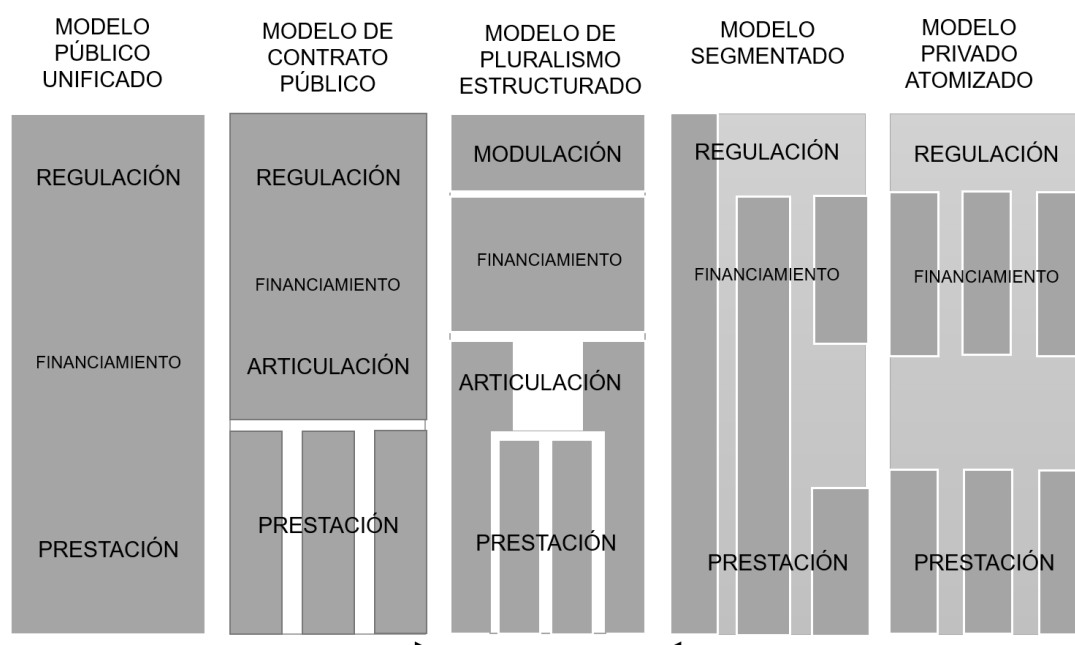 MODELO
PÚBLICO
UNIFICADO
REGULACIÓN
FINANCIAMIENTO
PRESTACIÓN
MODELO DE
CONTRATO
PÚBLICO
REGULACIÓN
FINANCIAMIENTO
ARTICULACIÓN
PRESTACIÓN
MODELO DE
PLURALISMO
ESTRUCTURADO
MODULACIÓN
FINANCIAMIENTO
ARTICULACIÓN
PRESTACIÓN
MODELO
SEGMENTADO
REGULACIÓN
FINANCIAMIENTO
PRESTACIÓN
MODELO
PRIVADO
ATOMIZADO
REGULACIÓN
FINANCIAMIENTO
PRESTACIÓN